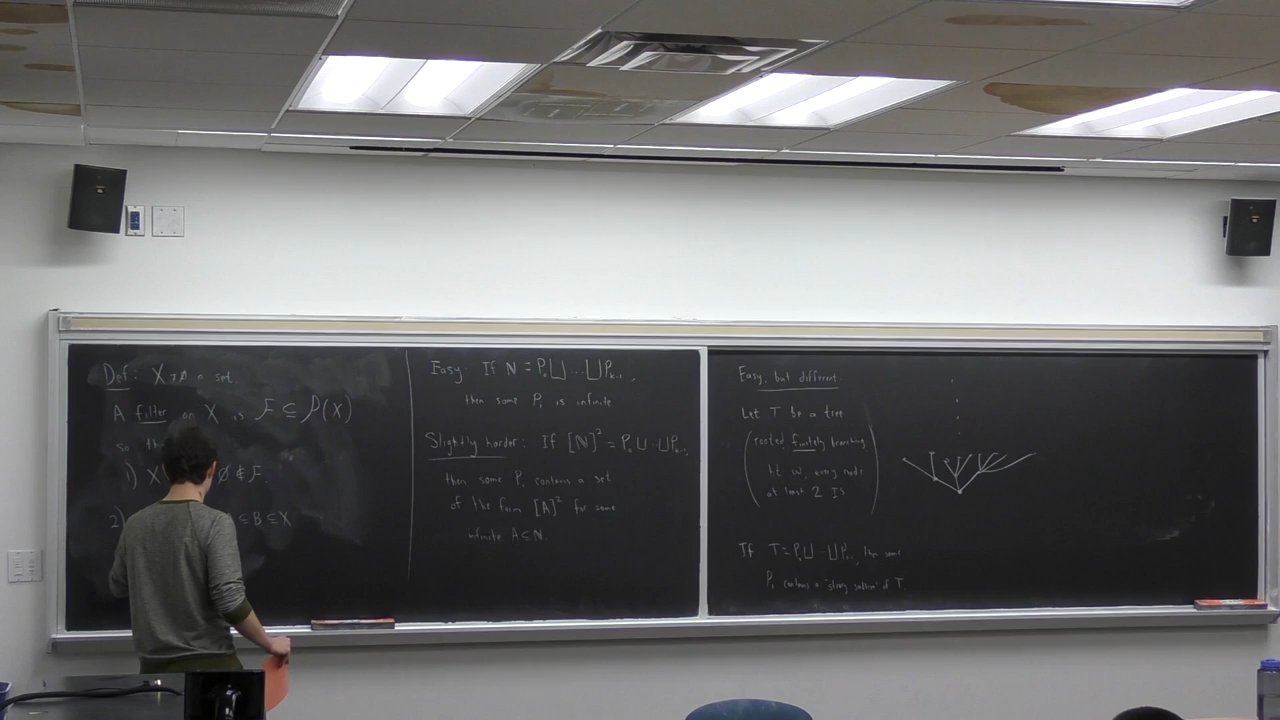 Def: X≠∅ a set.
A filter on X is F ⊆ P(X)
so th
1) X ∅ ∉ F.
2) ⊆ B ⊆ X
Easy: If N = P₀⊔...⊔Pₖ₋₁,
then some Pᵢ is infinite
Slightly harder: If [N]² = P₀⊔...⊔Pₖ₋₁,
then some Pᵢ contains a set
of the form [A]² for some
infinite A⊆N.
Easy, but different
Let T be a tree
(rooted, finitely branching
ht. ω, every node
at least 2 IS)
If T = P₀⊔...⊔Pₖ₋₁, then some
Pᵢ contains a "strong subtree" of T.